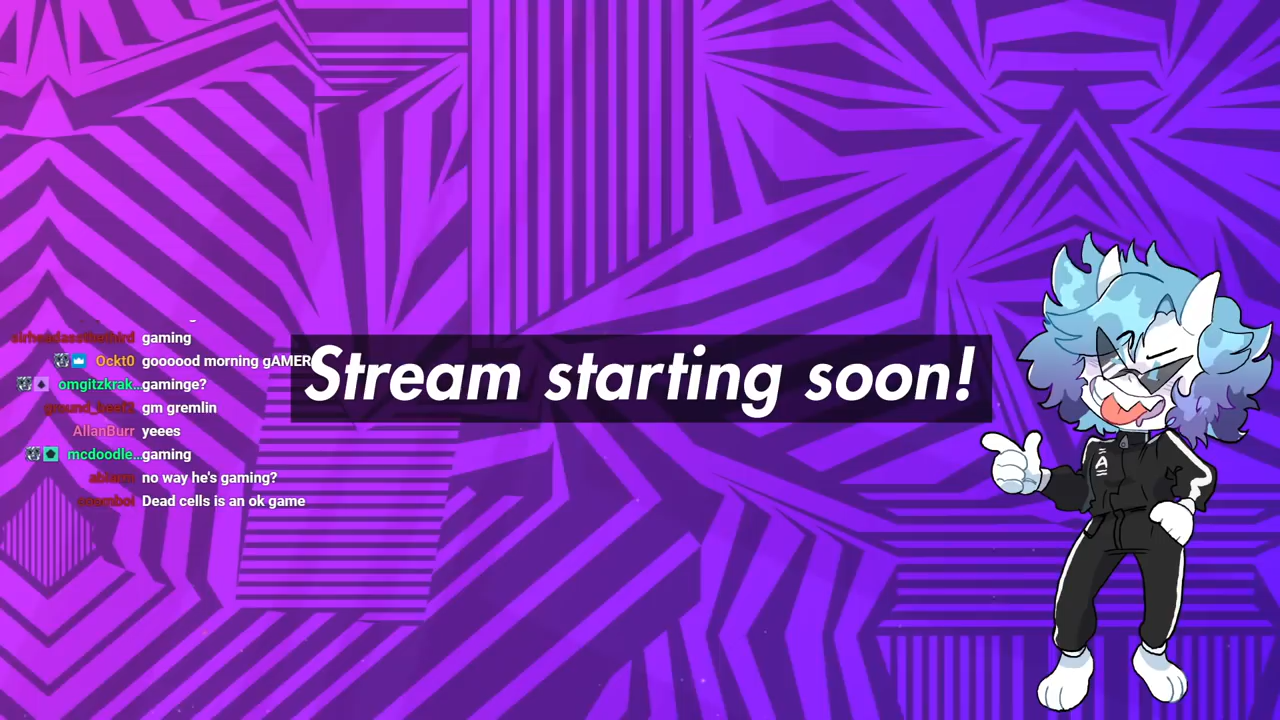 gaming
Ockt0 goooood morning gAMER
omgitzkrak… gaminge?
ground_beef2 gm gremlin
AllanBurr yeees
mcdoodle… gaming
no way he's gaming?
Dead cells is an ok game
Stream starting soon!
A